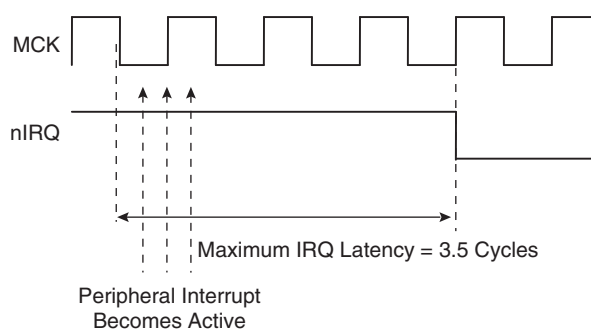 MCK
nIRQ
Maximum IRQ Latency = 3.5 Cycles
Peripheral Interrupt
Becomes Active